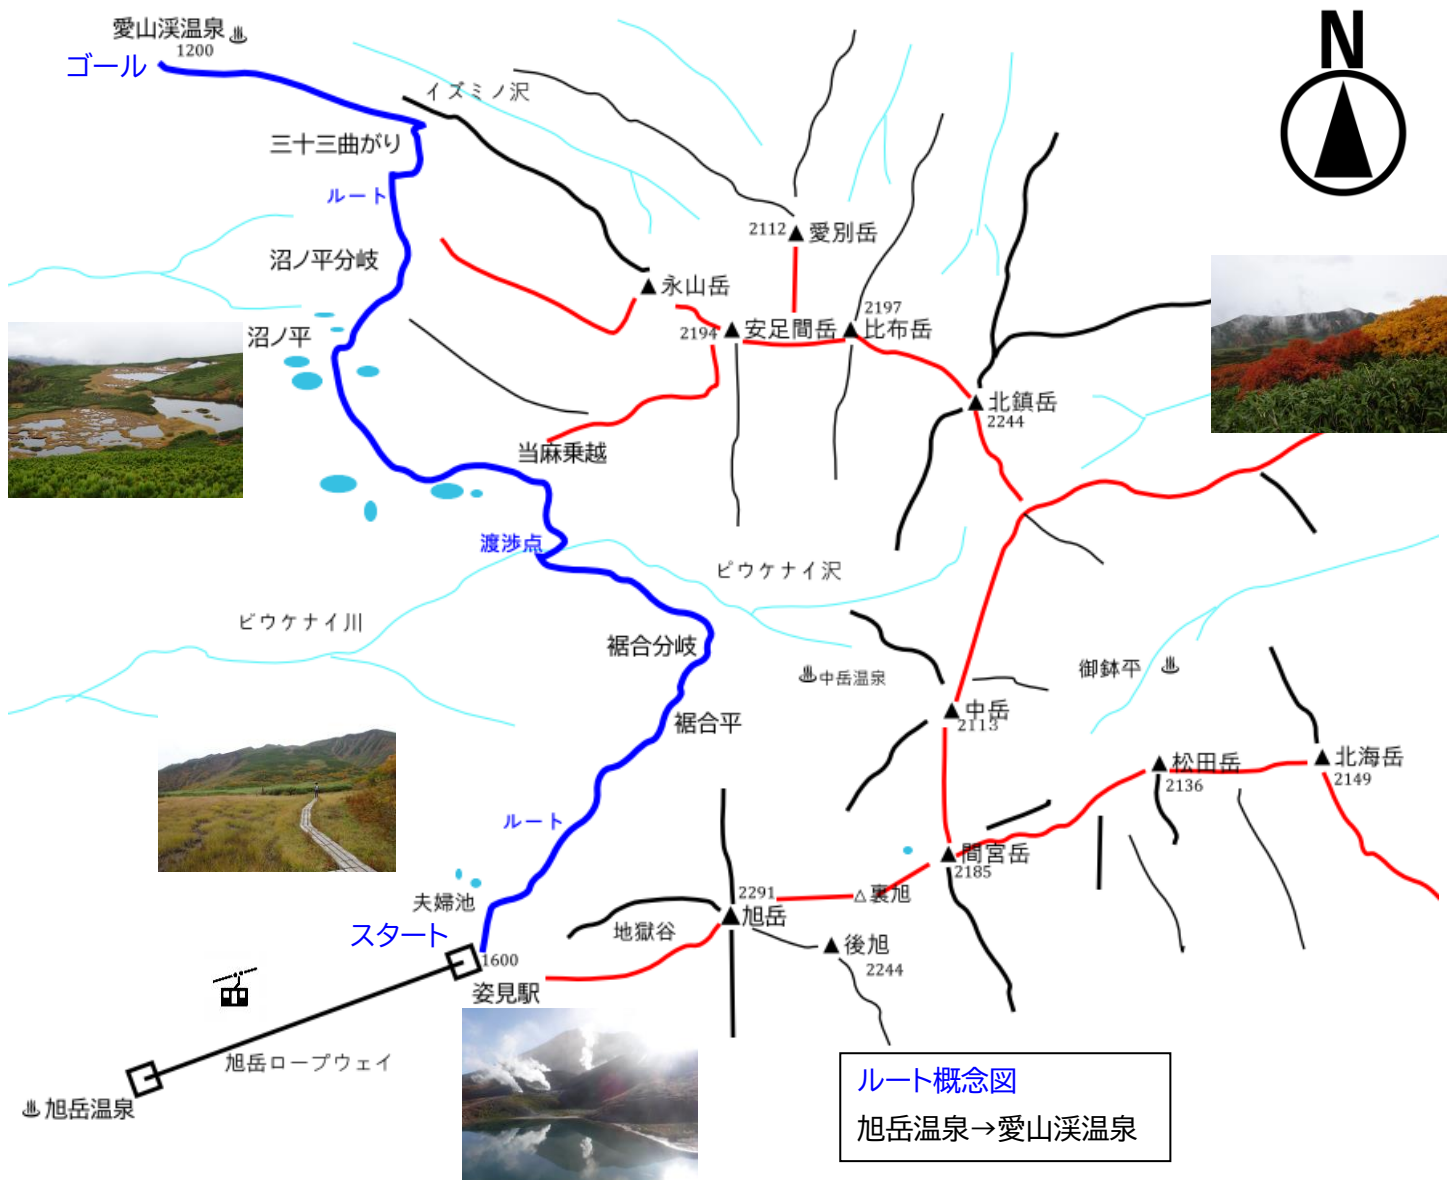 愛山渓温泉
1200
ゴール
N
イズミノ沢
三十三曲がり
ルート
2112 愛別岳
沼ノ平分岐
永山岳
2197
2194 安足間岳
比布岳
沼ノ平
北鎮岳
2244
当麻乗越
渡渉点
ピウケナイ沢
ビウケナイ川
裾合分岐
中岳温泉
御鉢平
中岳
2113
裾合平
松田岳
2136
北海岳
2149
ルート
間宮岳
2185
夫婦池
2291
旭岳
裏旭
スタート
地獄谷
後旭
2244
1600
姿見駅
旭岳ロープウェイ
旭岳温泉
ルート概念図
旭岳温泉→愛山渓温泉